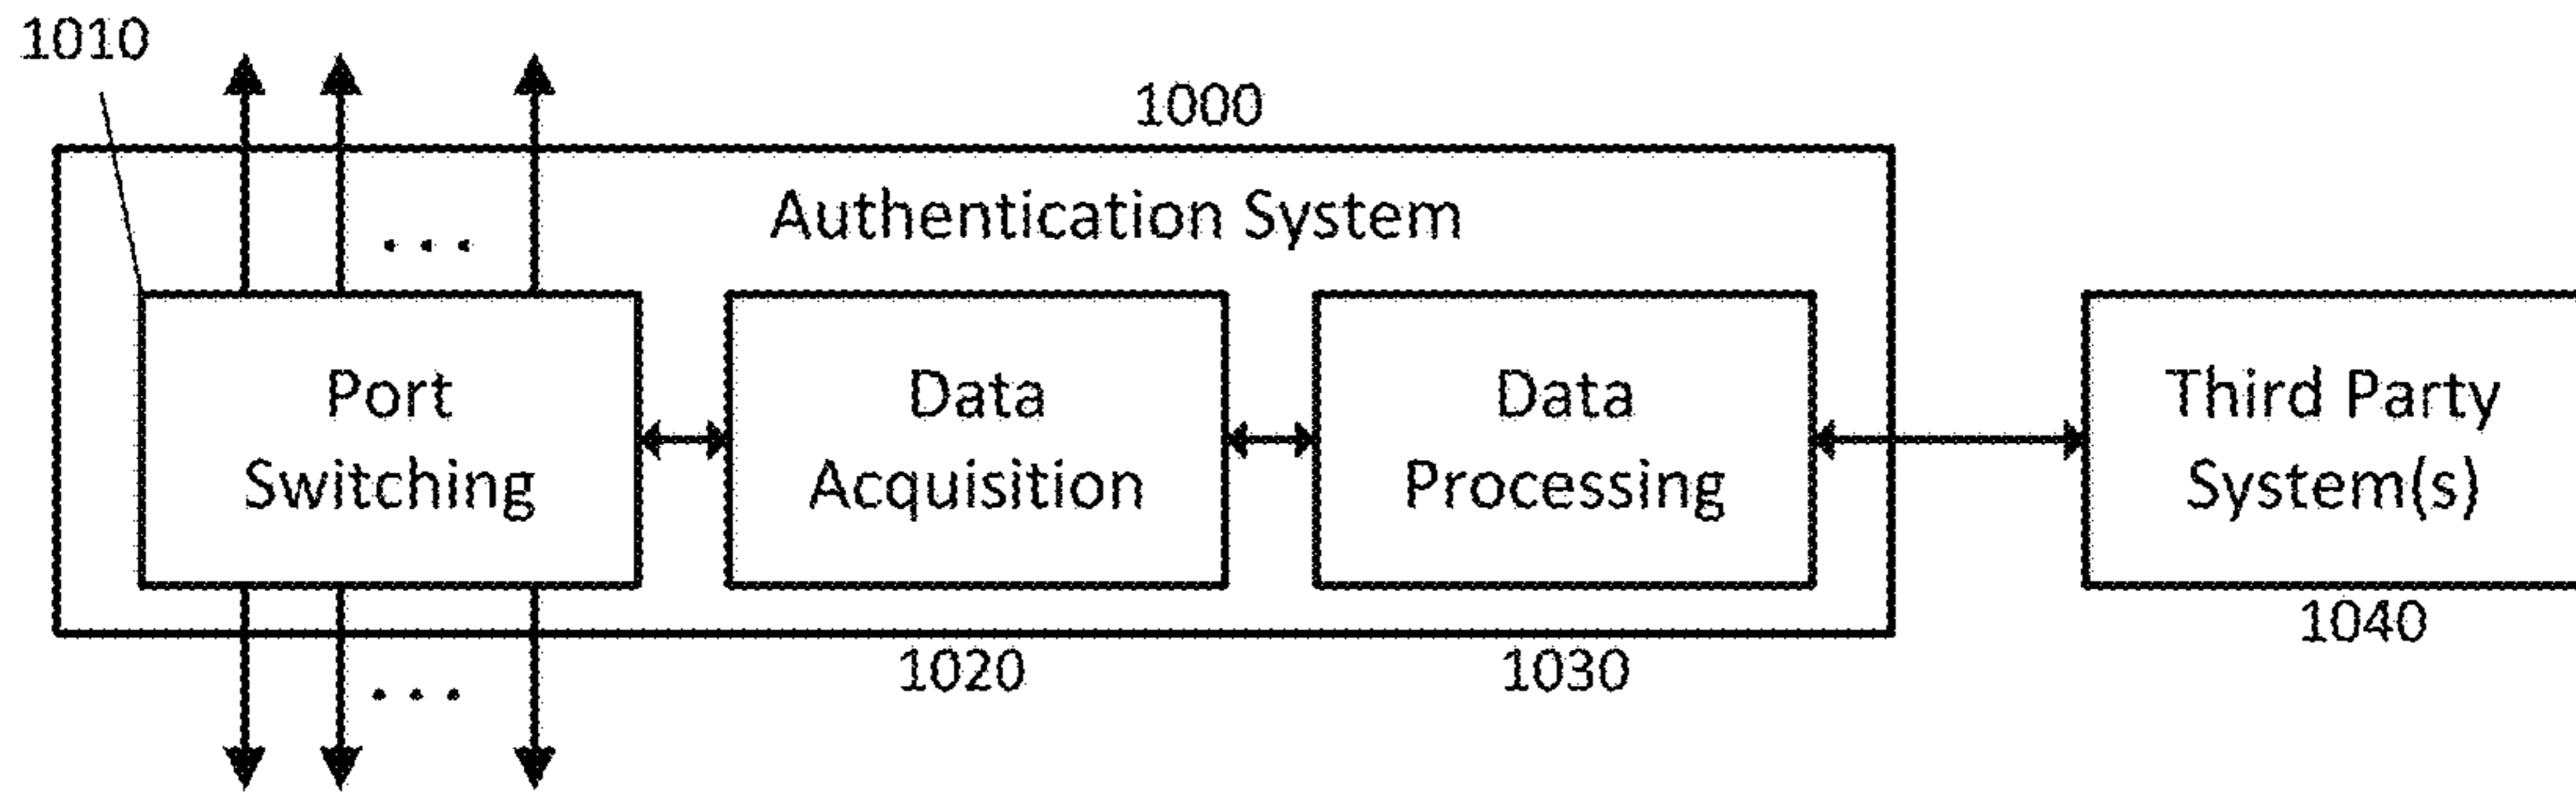 1010
1000
Authentication System
...
Port
Switching
Data
Acquisition
Data
Processing
Third Party
System(s)
1040
1020
1030
...